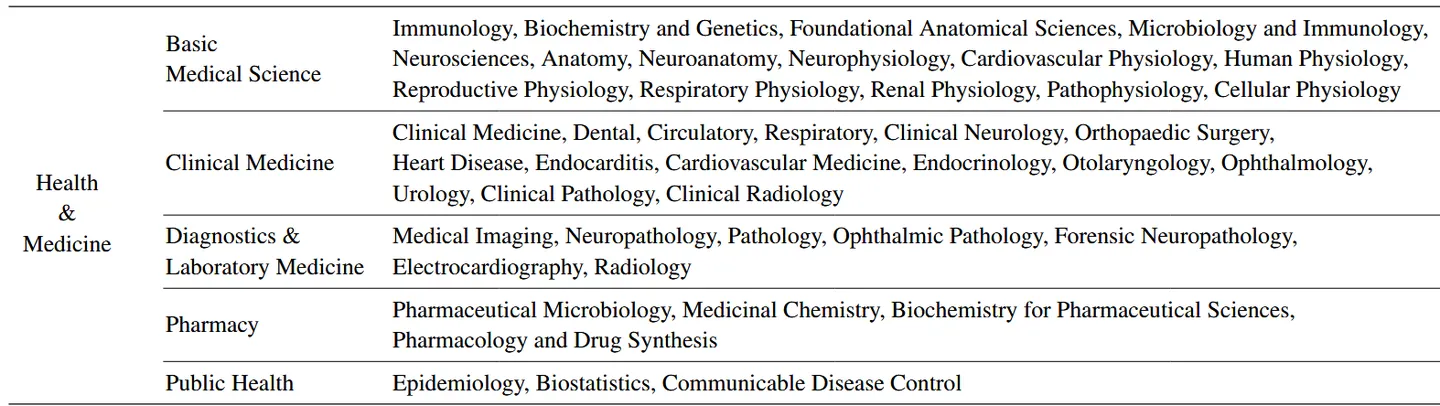 Health
&
Medicine
Basic
Medical Science
Immunology, Biochemistry and Genetics, Foundational Anatomical Sciences, Microbiology and Immunology,
Neurosciences, Anatomy, Neuroanatomy, Neurophysiology, Cardiovascular Physiology, Human Physiology,
Reproductive Physiology, Respiratory Physiology, Renal Physiology, Pathophysiology, Cellular Physiology
Clinical Medicine
Clinical Medicine, Dental, Circulatory, Respiratory, Clinical Neurology, Orthopaedic Surgery,
Heart Disease, Endocarditis, Cardiovascular Medicine, Endocrinology, Otolaryngology, Ophthalmology,
Urology, Clinical Pathology, Clinical Radiology
Diagnostics &
Laboratory Medicine
Medical Imaging, Neuropathology, Pathology, Ophthalmic Pathology, Forensic Neuropathology,
Electrocardiography, Radiology
Pharmacy
Pharmaceutical Microbiology, Medicinal Chemistry, Biochemistry for Pharmaceutical Sciences,
Pharmacology and Drug Synthesis
Public Health
Epidemiology, Biostatistics, Communicable Disease Control